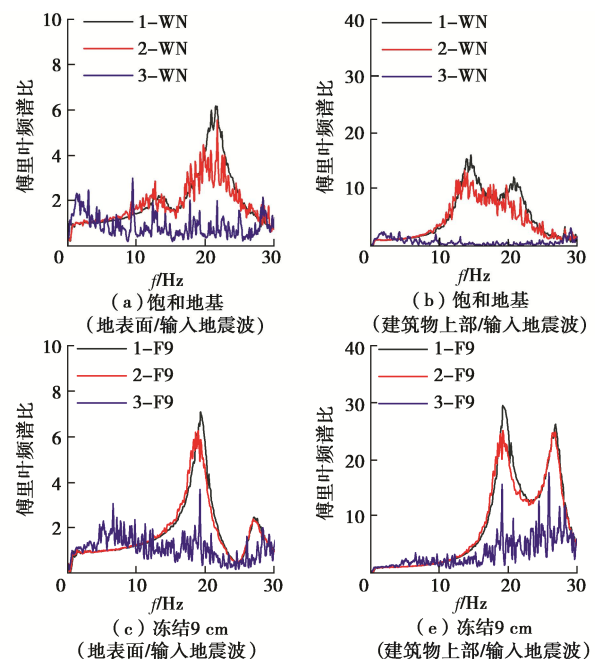 10
8
6
4
2
0
10
20
30
傅里叶频谱比
1-WN
2-WN
3-WN
f/Hz
(a)饱和地基
(地表面/输入地震波)
40
30
20
10
0
10
20
30
傅里叶频谱比
1-WN
2-WN
3-WN
f/Hz
(b)饱和地基
(建筑物上部/输入地震波)
10
8
6
4
2
0
10
20
30
傅里叶频谱比
1-F9
2-F9
3-F9
f/Hz
(c)冻结9 cm
(地表面/输入地震波)
40
30
20
10
0
10
20
30
傅里叶频谱比
1-F9
2-F9
3-F9
f/Hz
(e)冻结9 cm
(建筑物上部/输入地震波)